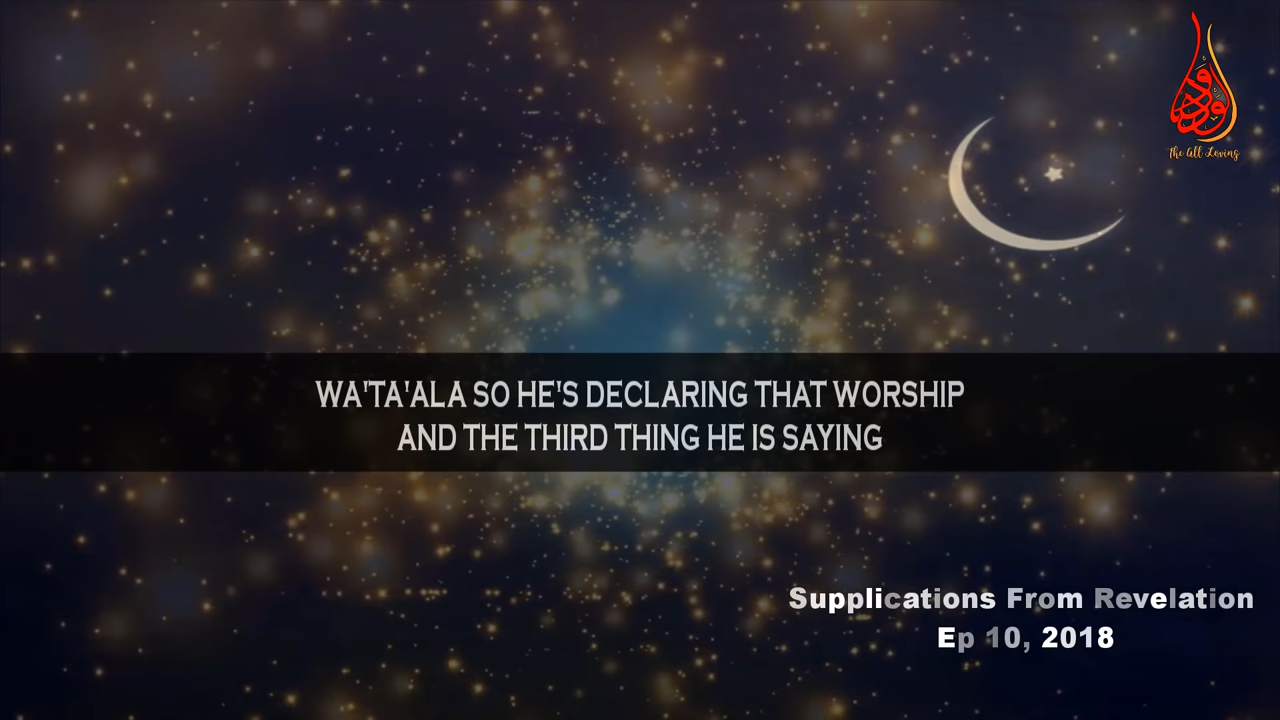 The All Loving
WA'TA'ALA SO HE'S DECLARING THAT WORSHIP
AND THE THIRD THING HE IS SAYING
Supplications From Revelation
Ep 10, 2018